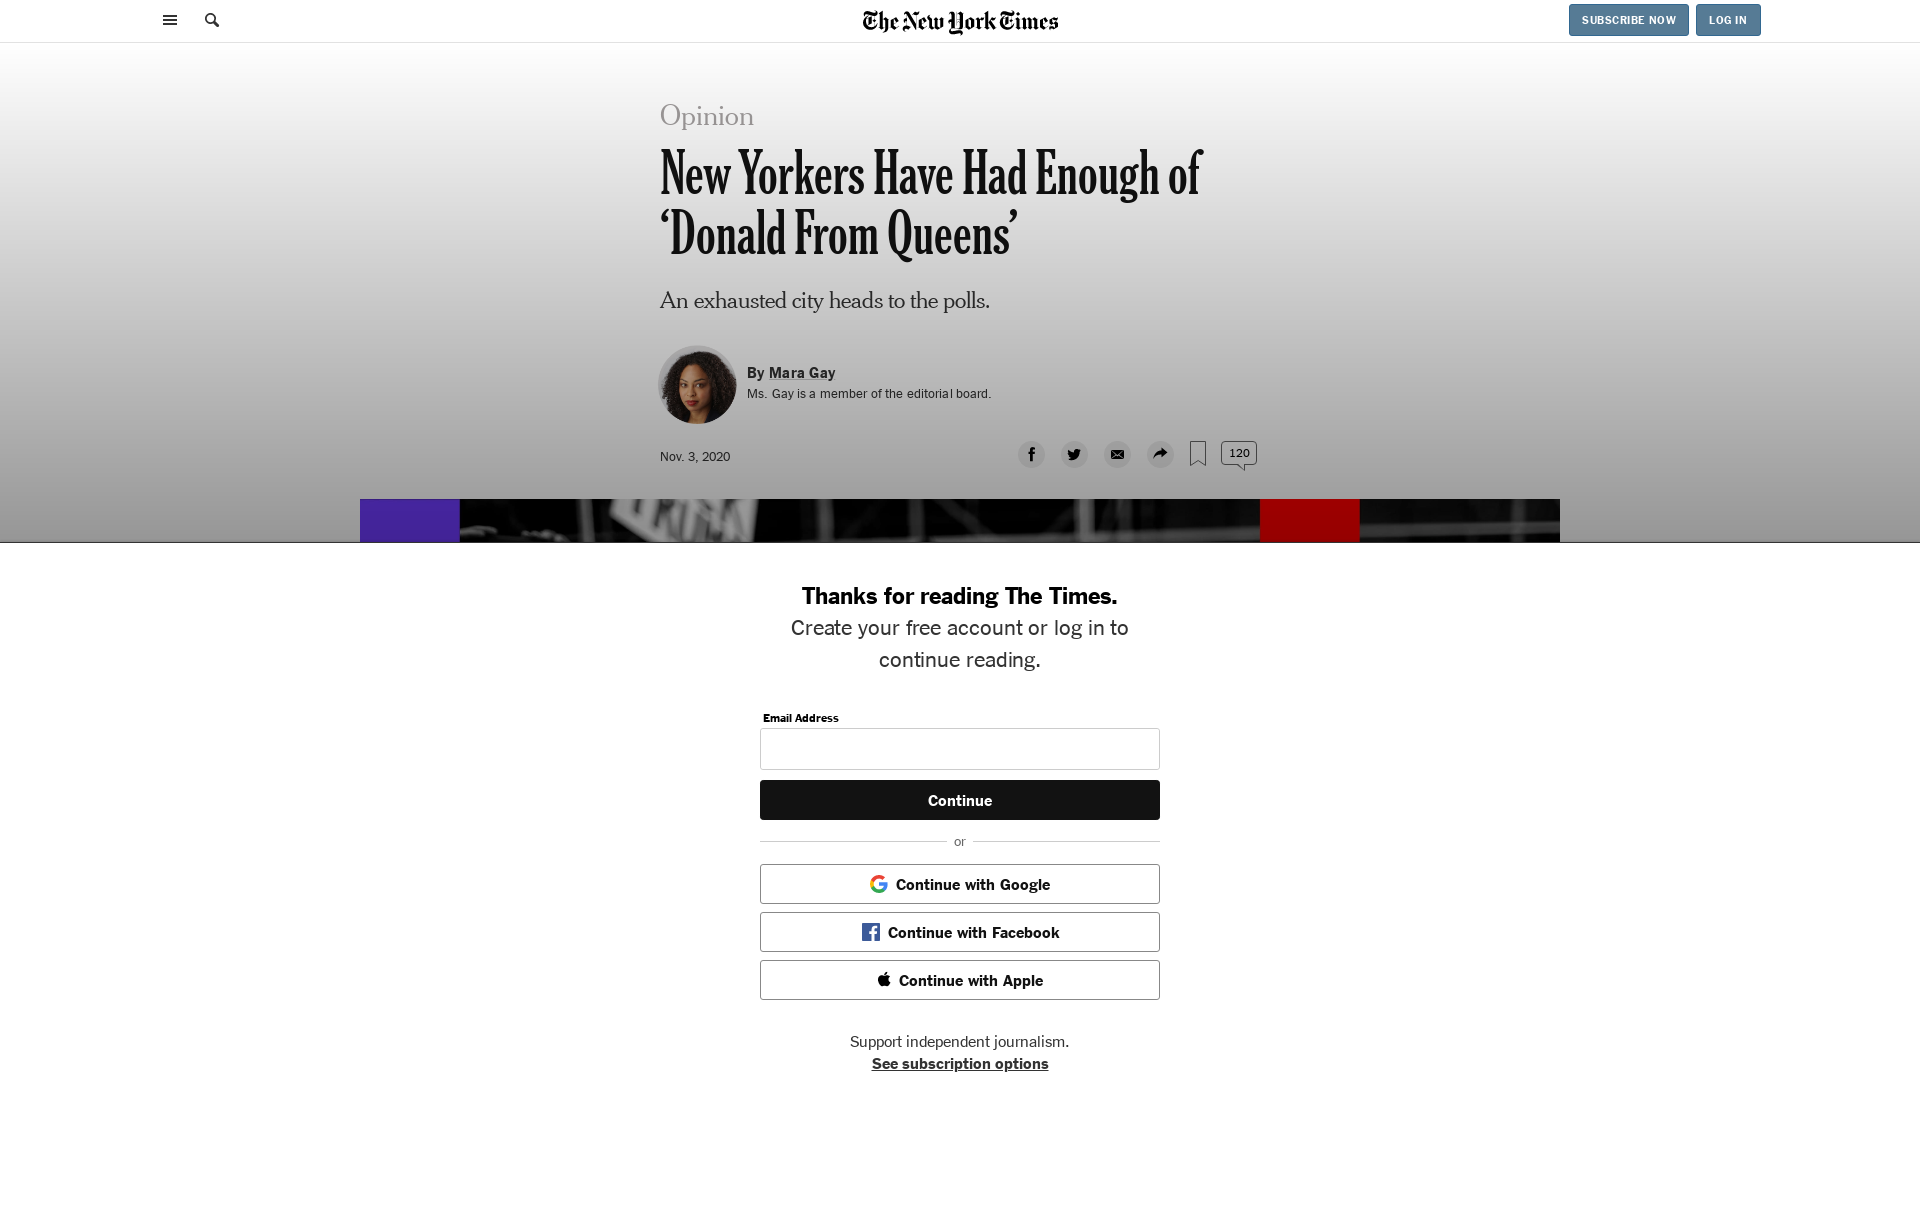 The New York Times
SUBSCRIBE NOW
LOG IN
Opinion
New Yorkers Have Had Enough of
‘Donald From Queens’
An exhausted city heads to the polls.
By Mara Gay
Ms. Gay is a member of the editorial board.
Nov. 3, 2020
120
Thanks for reading The Times.
Create your free account or log in to
continue reading.
Email Address
Continue
or
Continue with Google
Continue with Facebook
Continue with Apple
Support independent journalism.
See subscription options